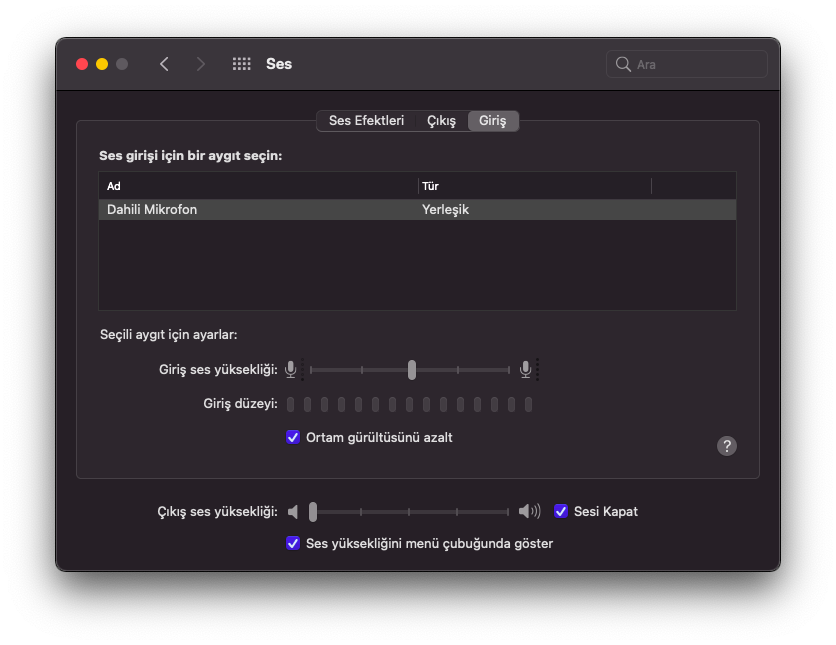 Ses
Ara
Ses Efektleri Çıkış Giriş
Ses girişi için bir aygıt seçin:
Ad Tür
Dahili Mikrofon Yerleşik
Seçili aygıt için ayarlar:
Giriş ses yüksekliği:
Giriş düzeyi:
Ortam gürültüsünü azalt
?
Çıkış ses yüksekliği: Sesi Kapat
Ses yüksekliğini menü çubuğunda göster